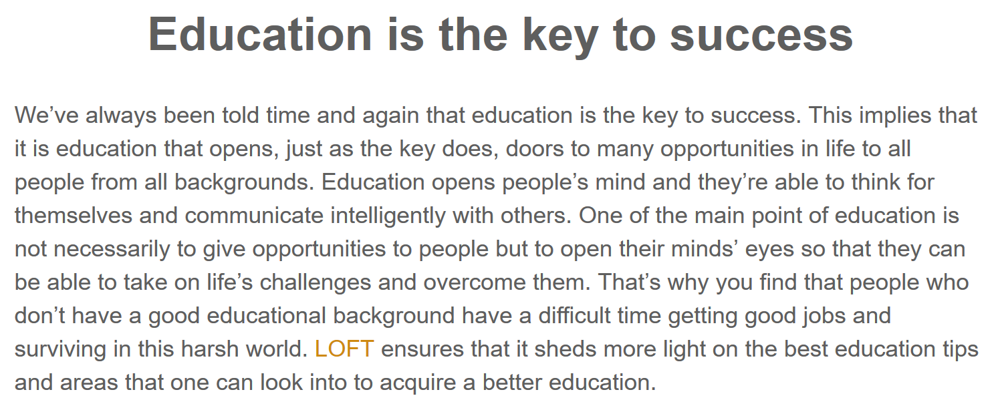 Education is the key to success
We’ve always been told time and again that education is the key to success. This implies that
it is education that opens, just as the key does, doors to many opportunities in life to all
people from all backgrounds. Education opens people’s mind and they’re able to think for
themselves and communicate intelligently with others. One of the main point of education is
not necessarily to give opportunities to people but to open their minds’ eyes so that they can
be able to take on life’s challenges and overcome them. That’s why you find that people who
don’t have a good educational background have a difficult time getting good jobs and
surviving in this harsh world. LOFT ensures that it sheds more light on the best education tips
and areas that one can look into to acquire a better education.